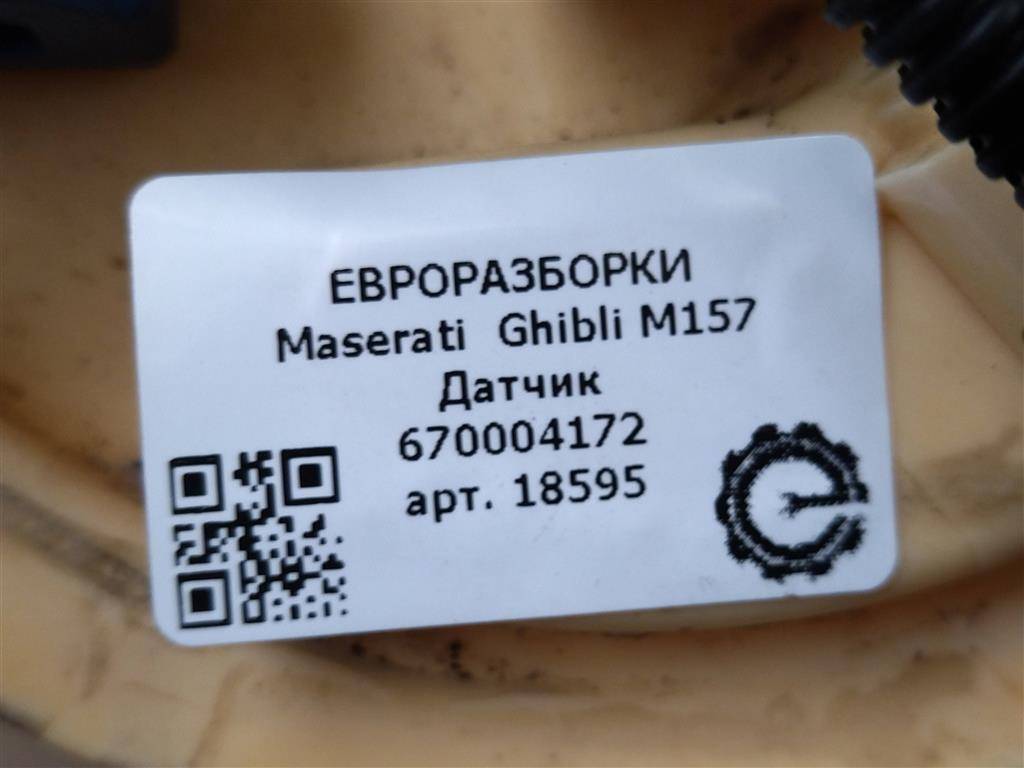 ЕВРОРАЗБОРКИ
Maserati Ghibli M157
Датчик
670004172
арт. 18595